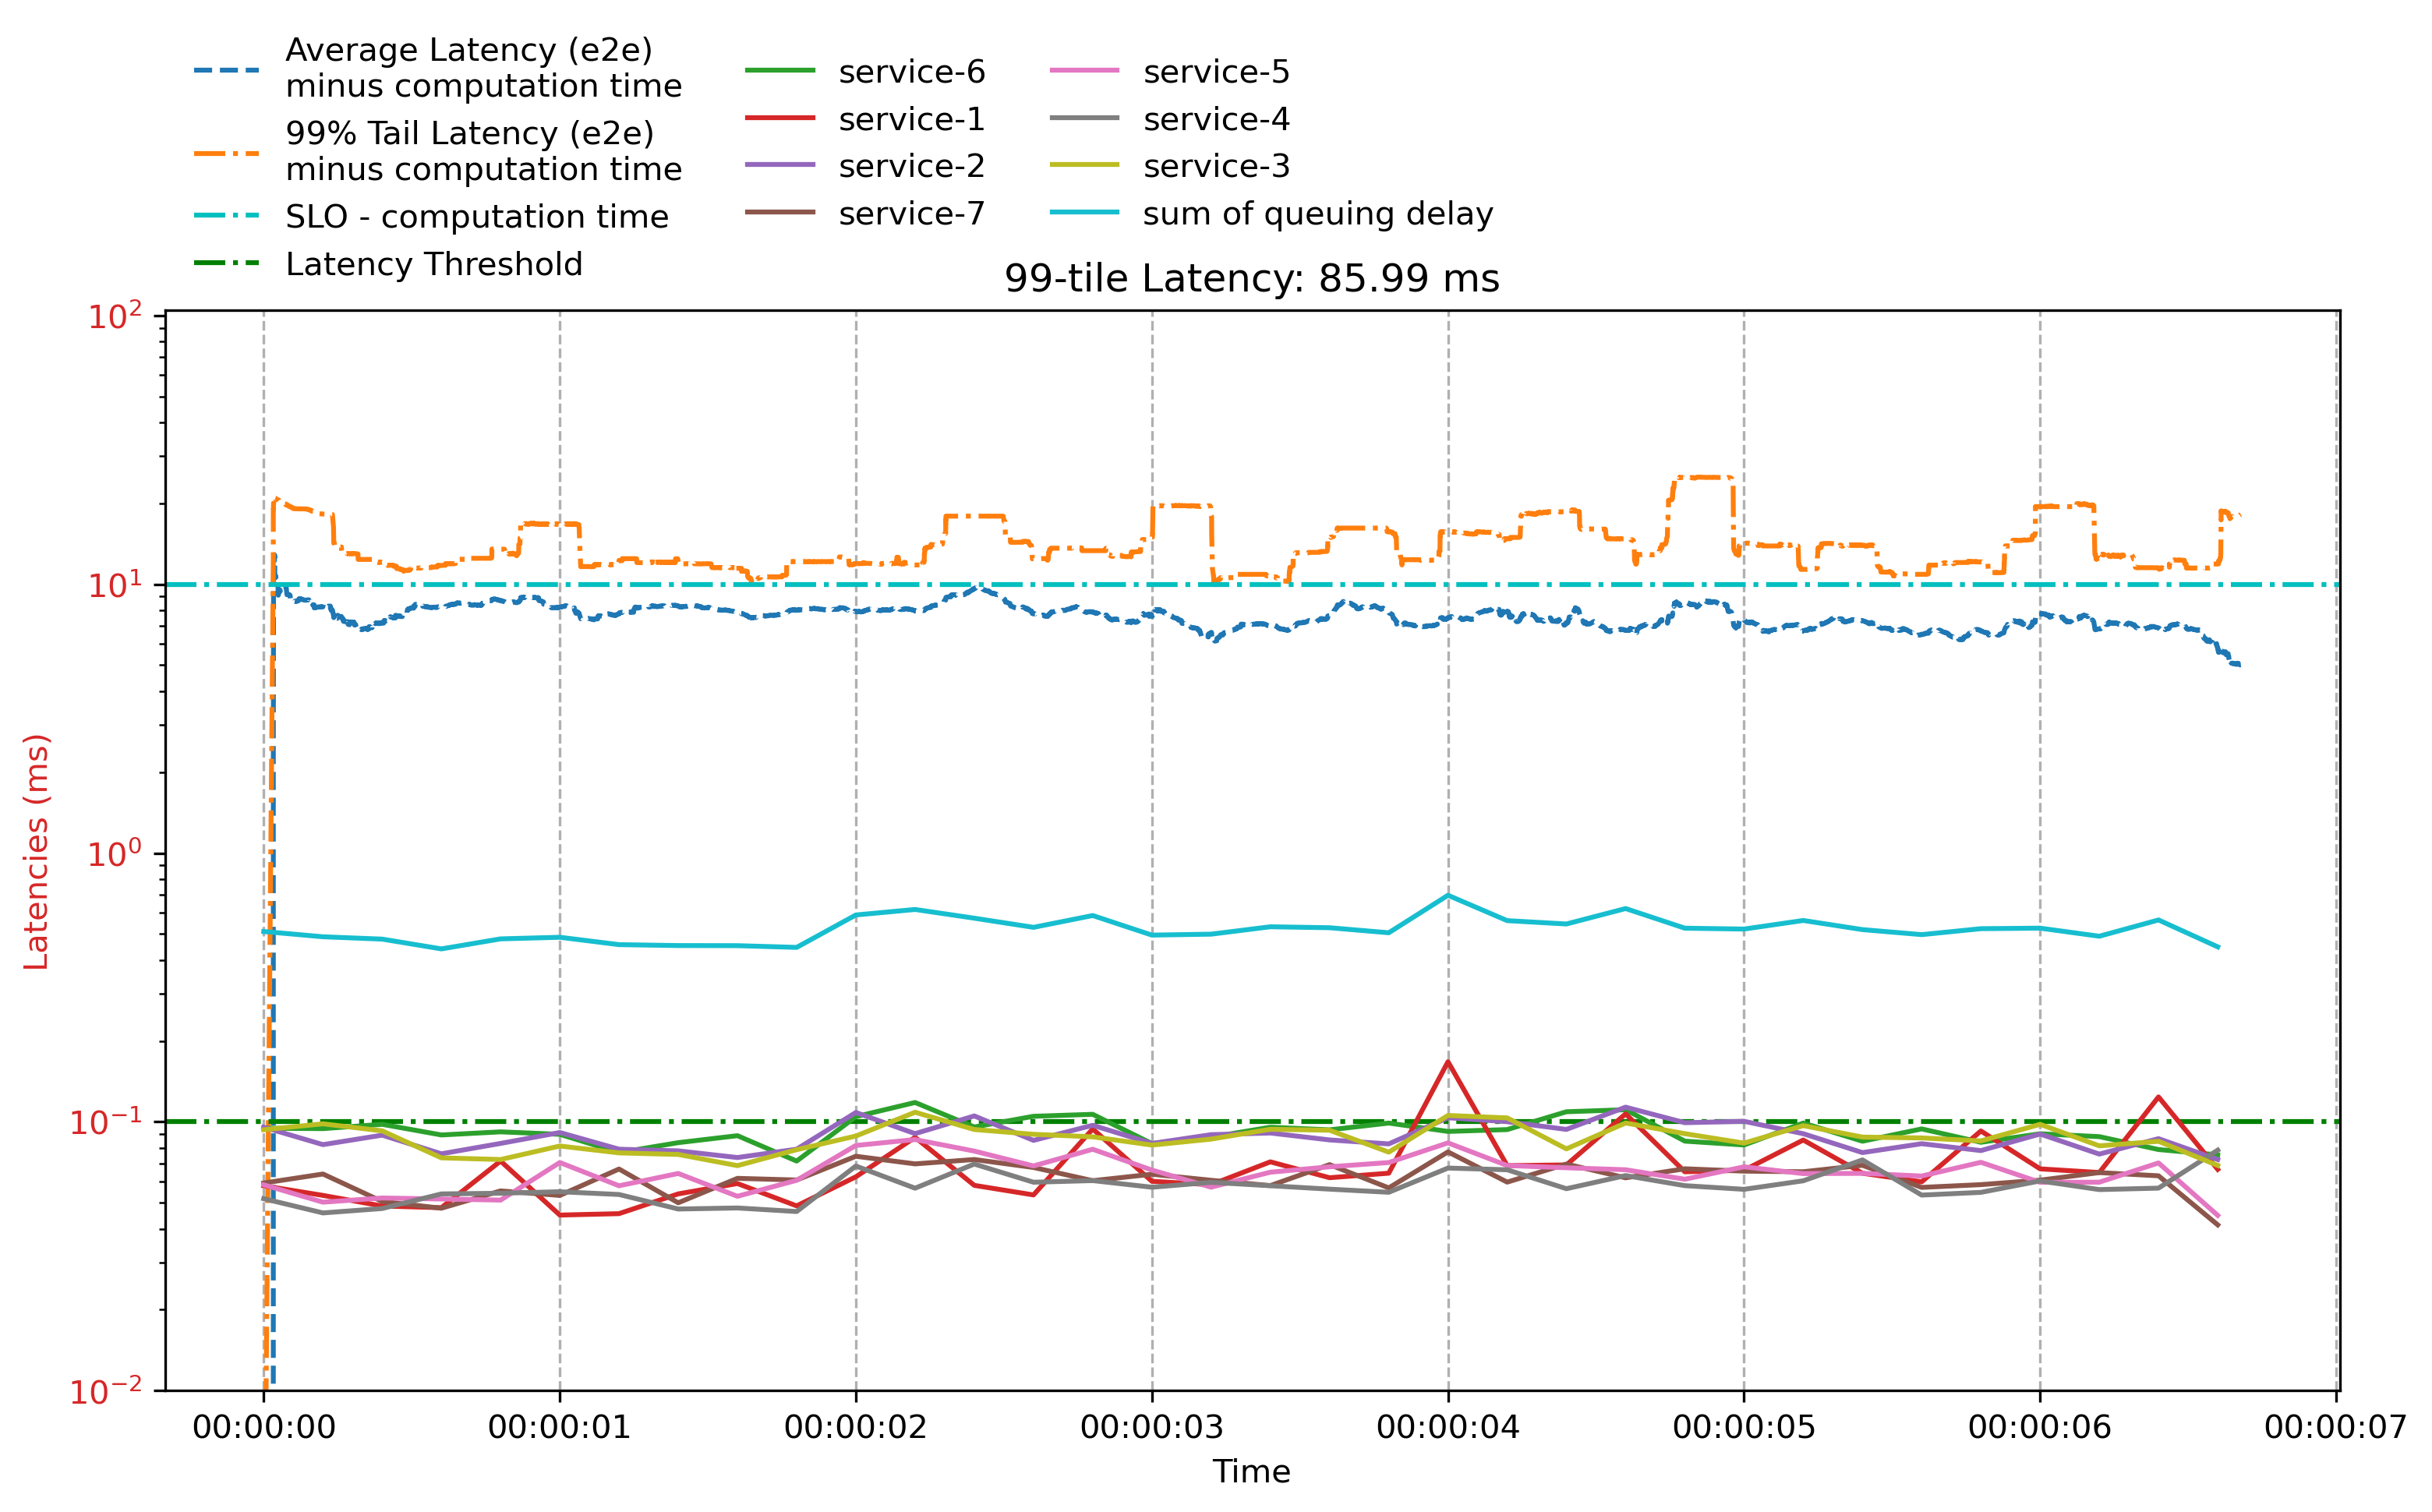 Average Latency (e2e)
minus computation time
99% Tail Latency (e2e)
minus computation time
SLO - computation time
Latency Threshold
service-6
service-1
service-2
service-7
service-5
service-4
service-3
sum of queuing delay
99-tile Latency: 85.99 ms
Latencies (ms)
10²
10¹
10⁰
10⁻¹
10⁻²
00:00:00 00:00:01 00:00:02 00:00:03 00:00:04 00:00:05 00:00:06 00:00:07
Time